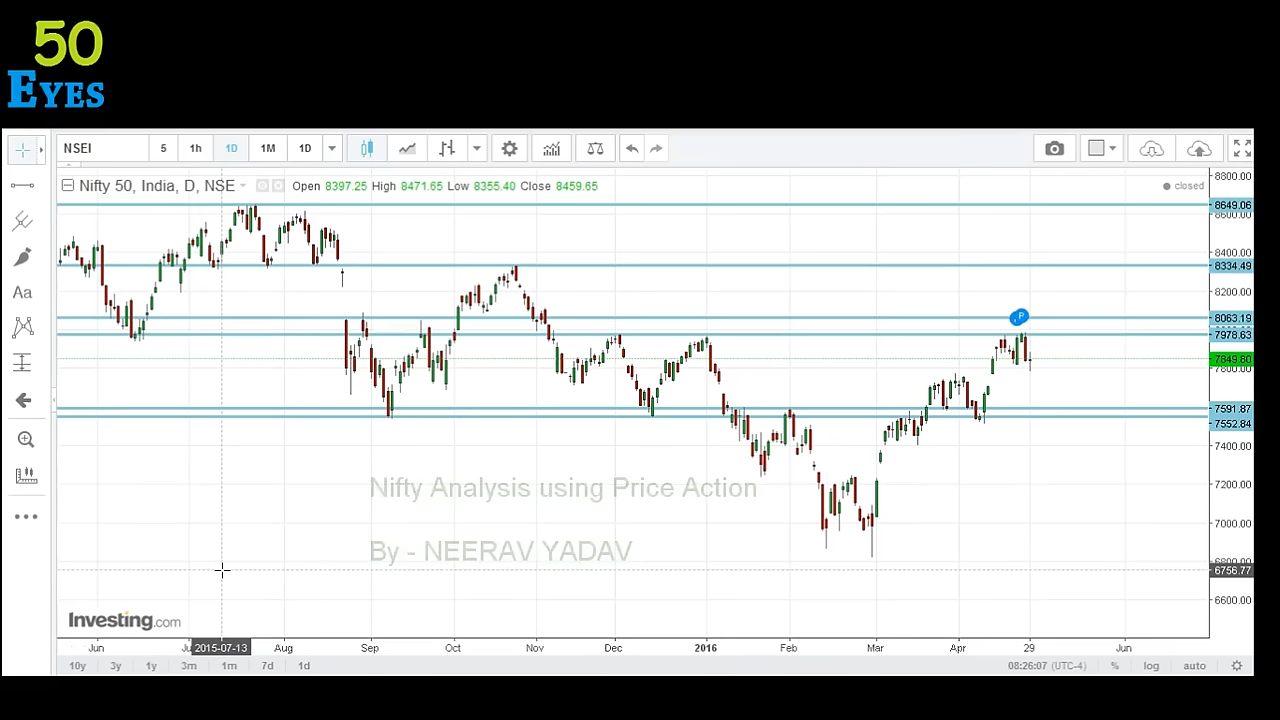 50
EYES
NSEI 5 1h 1D 1M 1D
Nifty 50, India, D, NSE Open 8397.25 High 8471.65 Low 8355.40 Close 8459.65 closed
8800.00
8649.06
8600.00
8400.00
8334.49
8200.00
8063.19
7978.63
7849.80
7800.00
7591.87
7552.84
7400.00
Nifty Analysis using Price Action
7200.00
7000.00
By - NEERAV YADAV
6800.00
6756.77
6600.00
Investing.com
Jun 2015-07-13 Aug Sep Oct Nov Dec 2016 Feb Mar Apr 29 Jun
10y 3y 1y 3m 1m 7d 1d 08:26:07 (UTC-4) % log auto